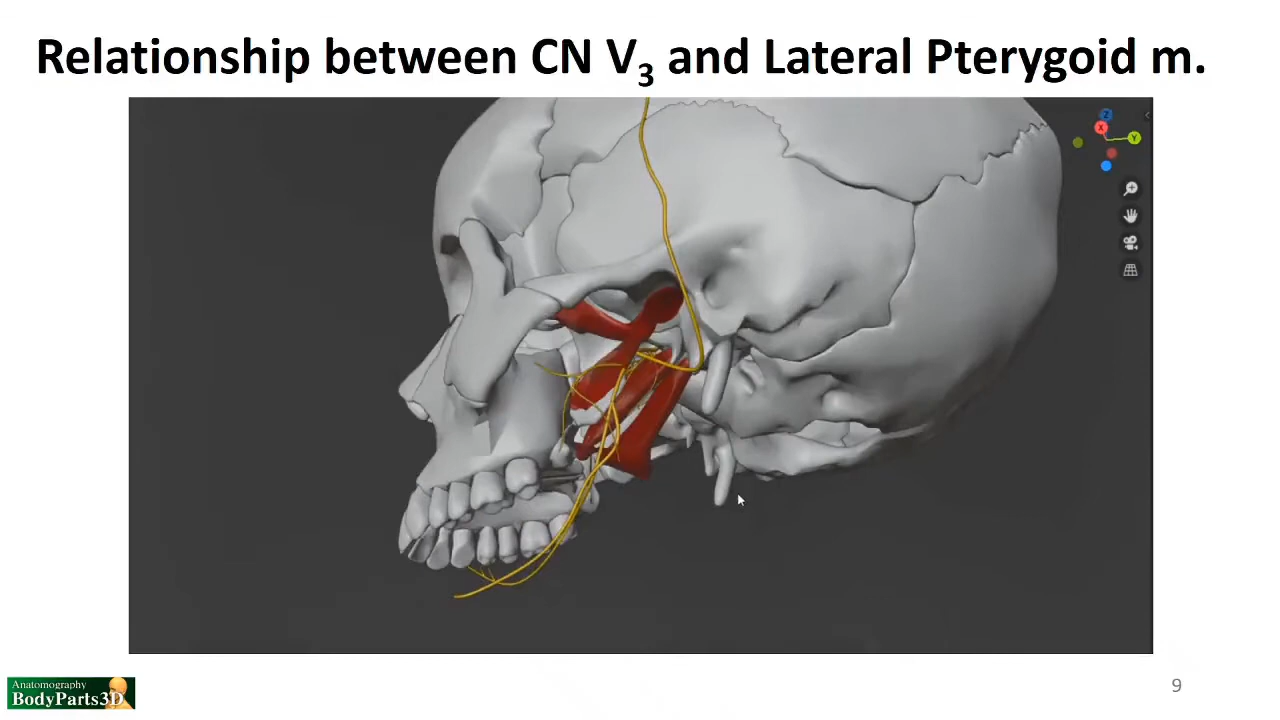 Relationship between CN V3 and Lateral Pterygoid m.
Z
X
Y
Anatomography
BodyParts3D
9